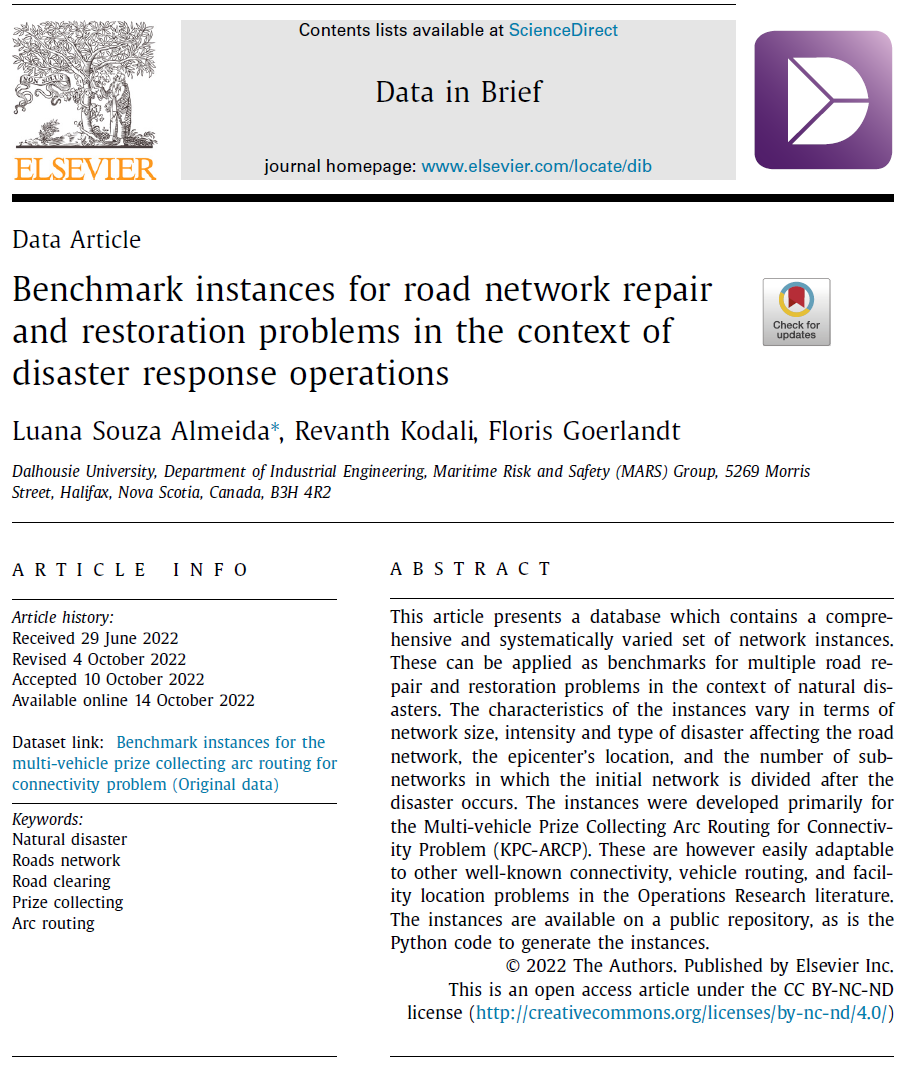 Contents lists available at ScienceDirect
Data in Brief
journal homepage: www.elsevier.com/locate/dib
ELSEVIER
Data Article
Benchmark instances for road network repair
and restoration problems in the context of
disaster response operations
Check for
updates
Luana Souza Almeida*, Revanth Kodali, Floris Goerlandt
Dalhousie University, Department of Industrial Engineering, Maritime Risk and Safety (MARS) Group, 5269 Morris
Street, Halifax, Nova Scotia, Canada, B3H 4R2
ARTICLE INFO
Article history:
Received 29 June 2022
Revised 4 October 2022
Accepted 10 October 2022
Available online 14 October 2022
Dataset link: Benchmark instances for the
multi-vehicle prize collecting arc routing for
connectivity problem (Original data)
Keywords:
Natural disaster
Roads network
Road clearing
Prize collecting
Arc routing
ABSTRACT
This article presents a database which contains a compre-
hensive and systematically varied set of network instances.
These can be applied as benchmarks for multiple road re-
pair and restoration problems in the context of natural dis-
asters. The characteristics of the instances vary in terms of
network size, intensity and type of disaster affecting the road
network, the epicenter's location, and the number of sub-
networks in which the initial network is divided after the
disaster occurs. The instances were developed primarily for
the Multi-vehicle Prize Collecting Arc Routing for Connectiv-
ity Problem (KPC-ARCP). These are however easily adaptable
to other well-known connectivity, vehicle routing, and facil-
ity location problems in the Operations Research literature.
The instances are available on a public repository, as is the
Python code to generate the instances.
© 2022 The Authors. Published by Elsevier Inc.
This is an open access article under the CC BY-NC-ND
license (http://creativecommons.org/licenses/by-nc-nd/4.0/)